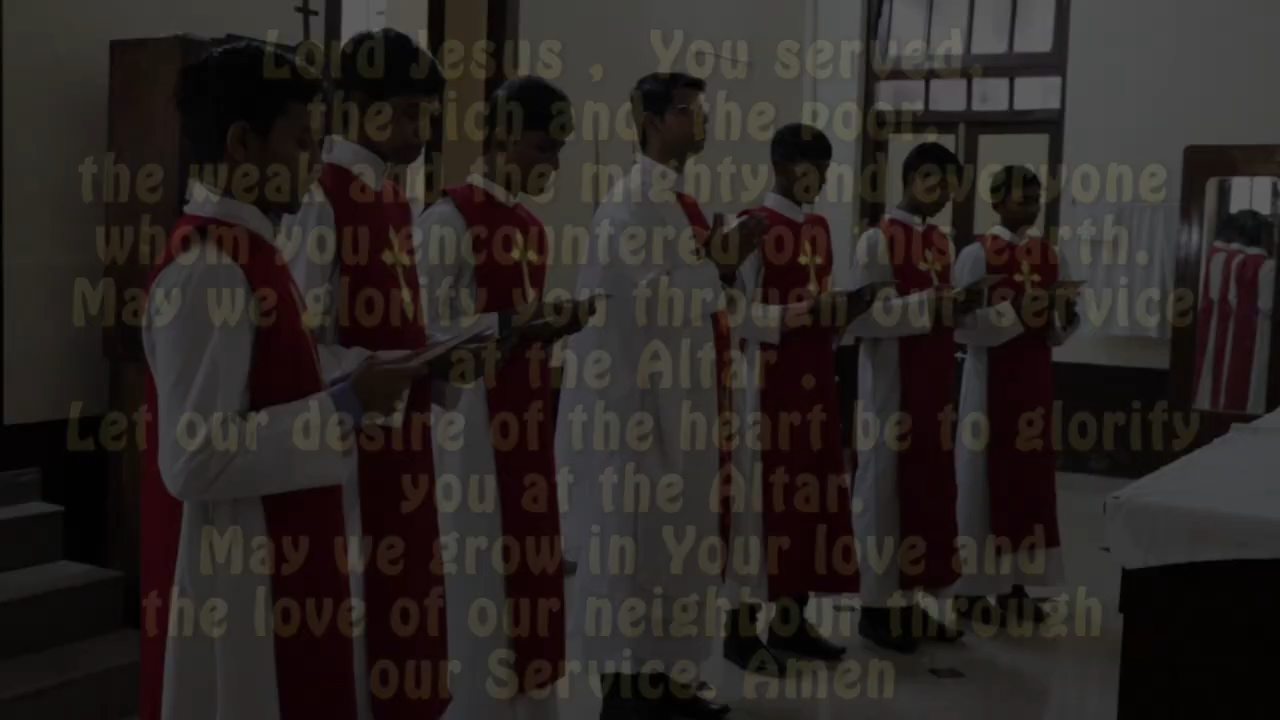 Lord Jesus , You served,
the rich and the poor,
the weak and the mighty and everyone
whom you encountered on this earth.
May we glorify you through our service
at the Altar .
Let our desire of the heart be to glorify
you at the Altar.
May we grow in Your love and
the love of our neighbour through
our Service. Amen